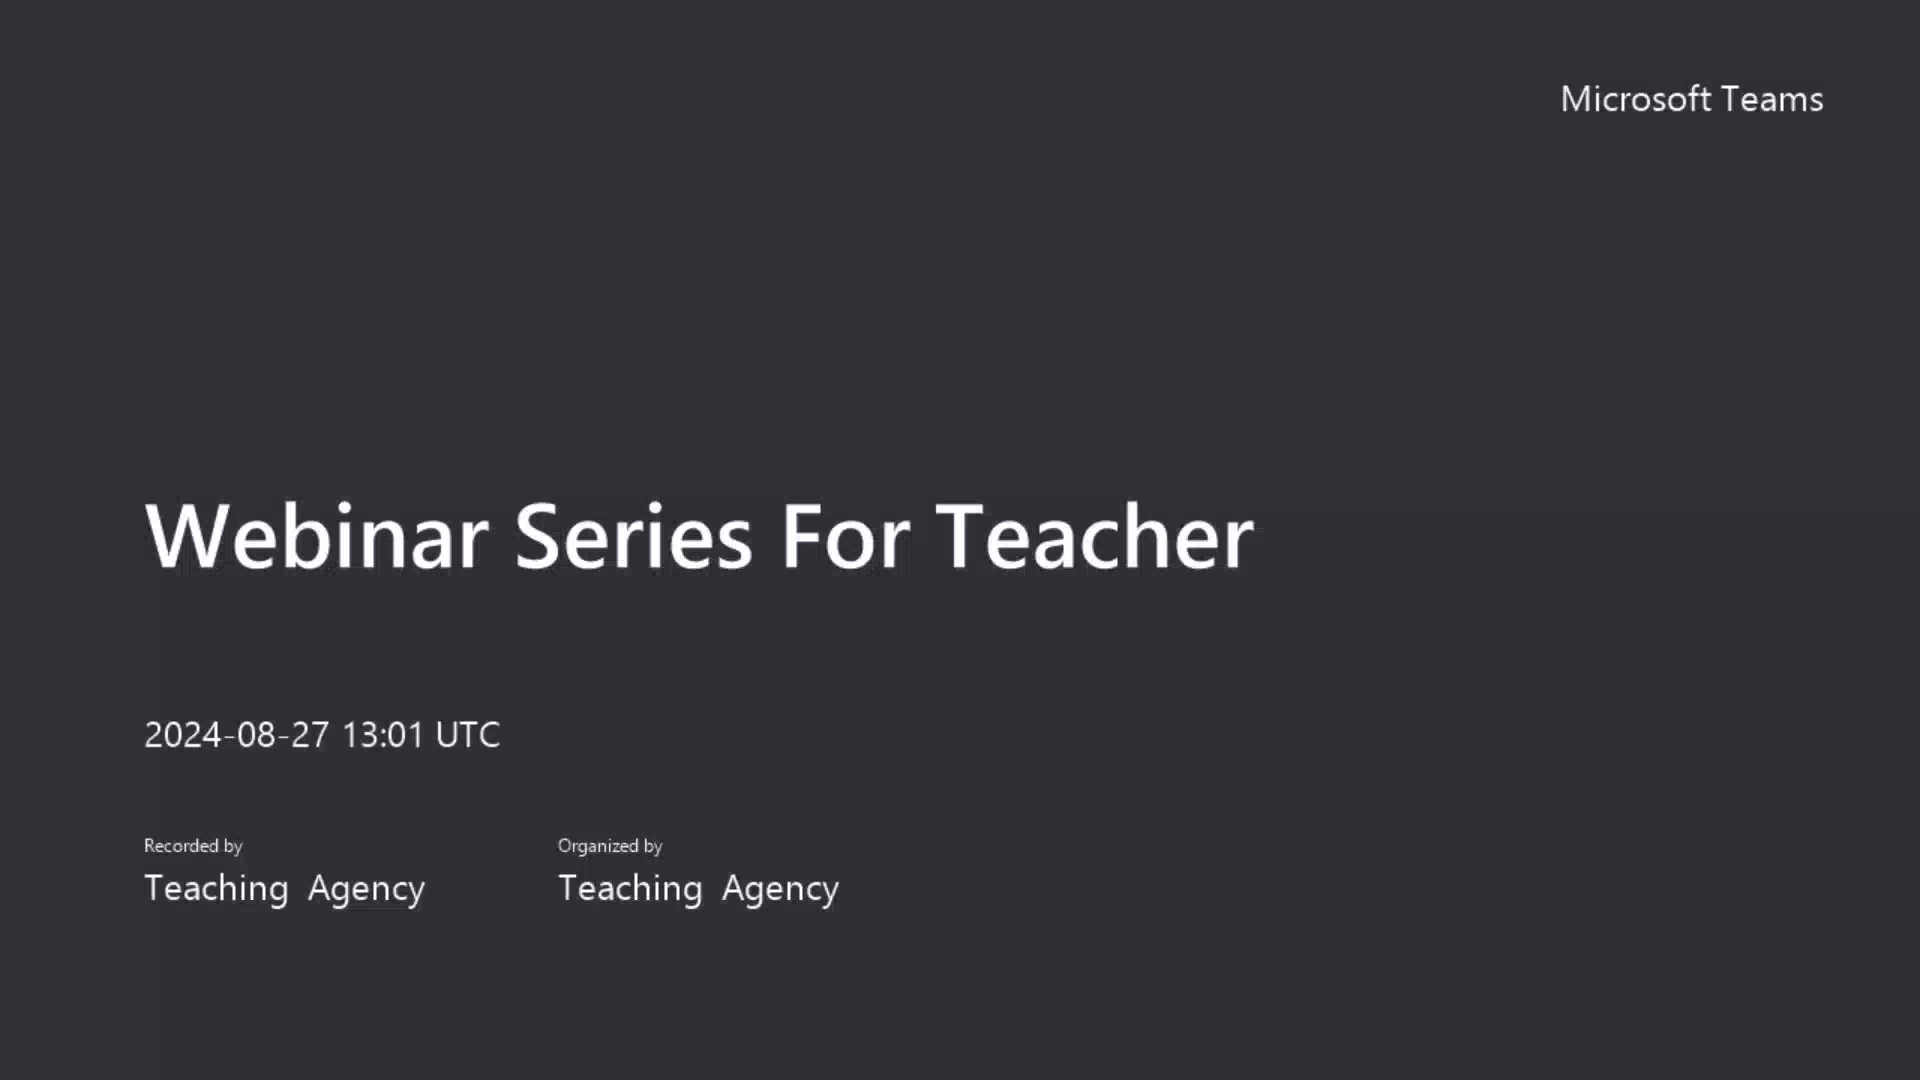 Microsoft Teams
Webinar Series For Teacher
2024-08-27 13:01 UTC
Recorded by
Teaching Agency
Organized by
Teaching Agency